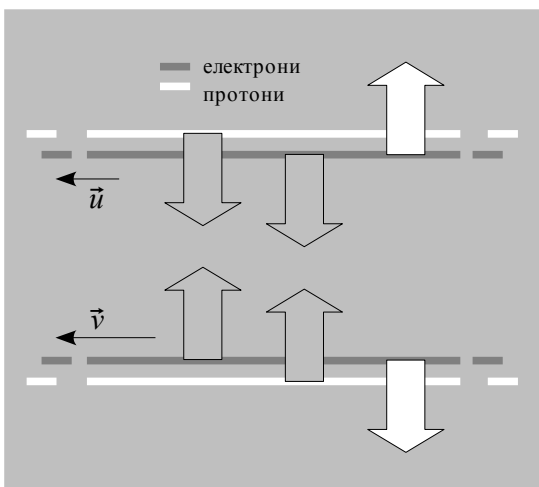 електрони
протони
u⃗
v⃗